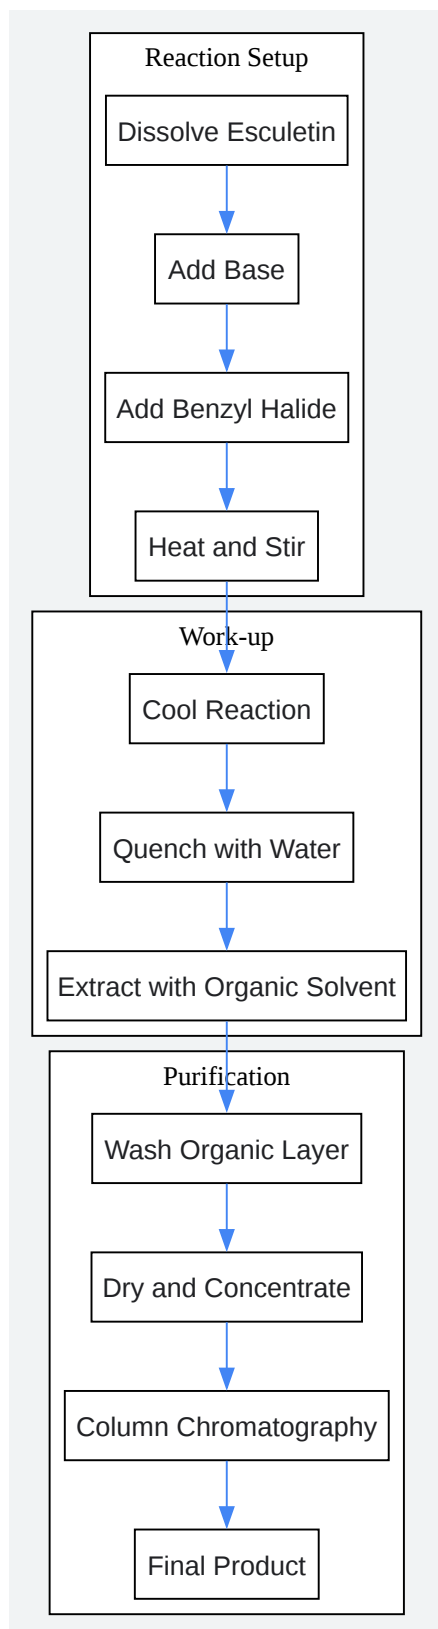 Reaction Setup
Dissolve Esculetin
Add Base
Add Benzyl Halide
Heat and Stir
Work-up
Cool Reaction
Quench with Water
Extract with Organic Solvent
Purification
Wash Organic Layer
Dry and Concentrate
Column Chromatography
Final Product